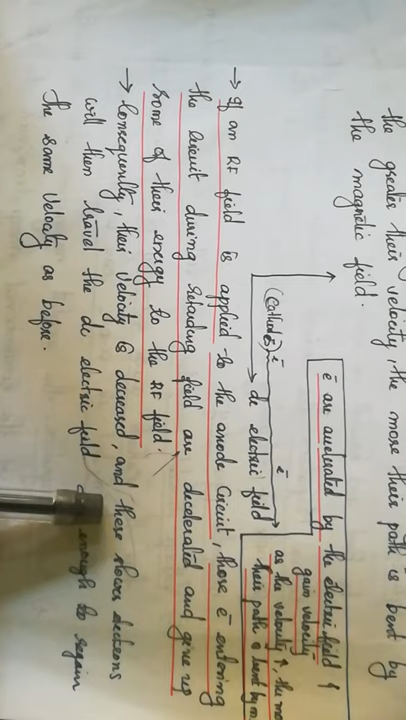 the greater their velocity, the more their path is bent by
the magnetic field.
ē are accelerated by the electric field &
gain velocity
as the velocity ↑, the mo
their path is bent by m
(cathode) ē
ē
dc electric field
→ If an RF field is applied to the anode circuit, those ē entering
the circuit during retarding field are decelerated and give up
some of their energy to the RF field.
→ Consequently, their velocity is decreased, and these slower electrons
will then travel the dc electric field enough to regain
the same velocity as before.